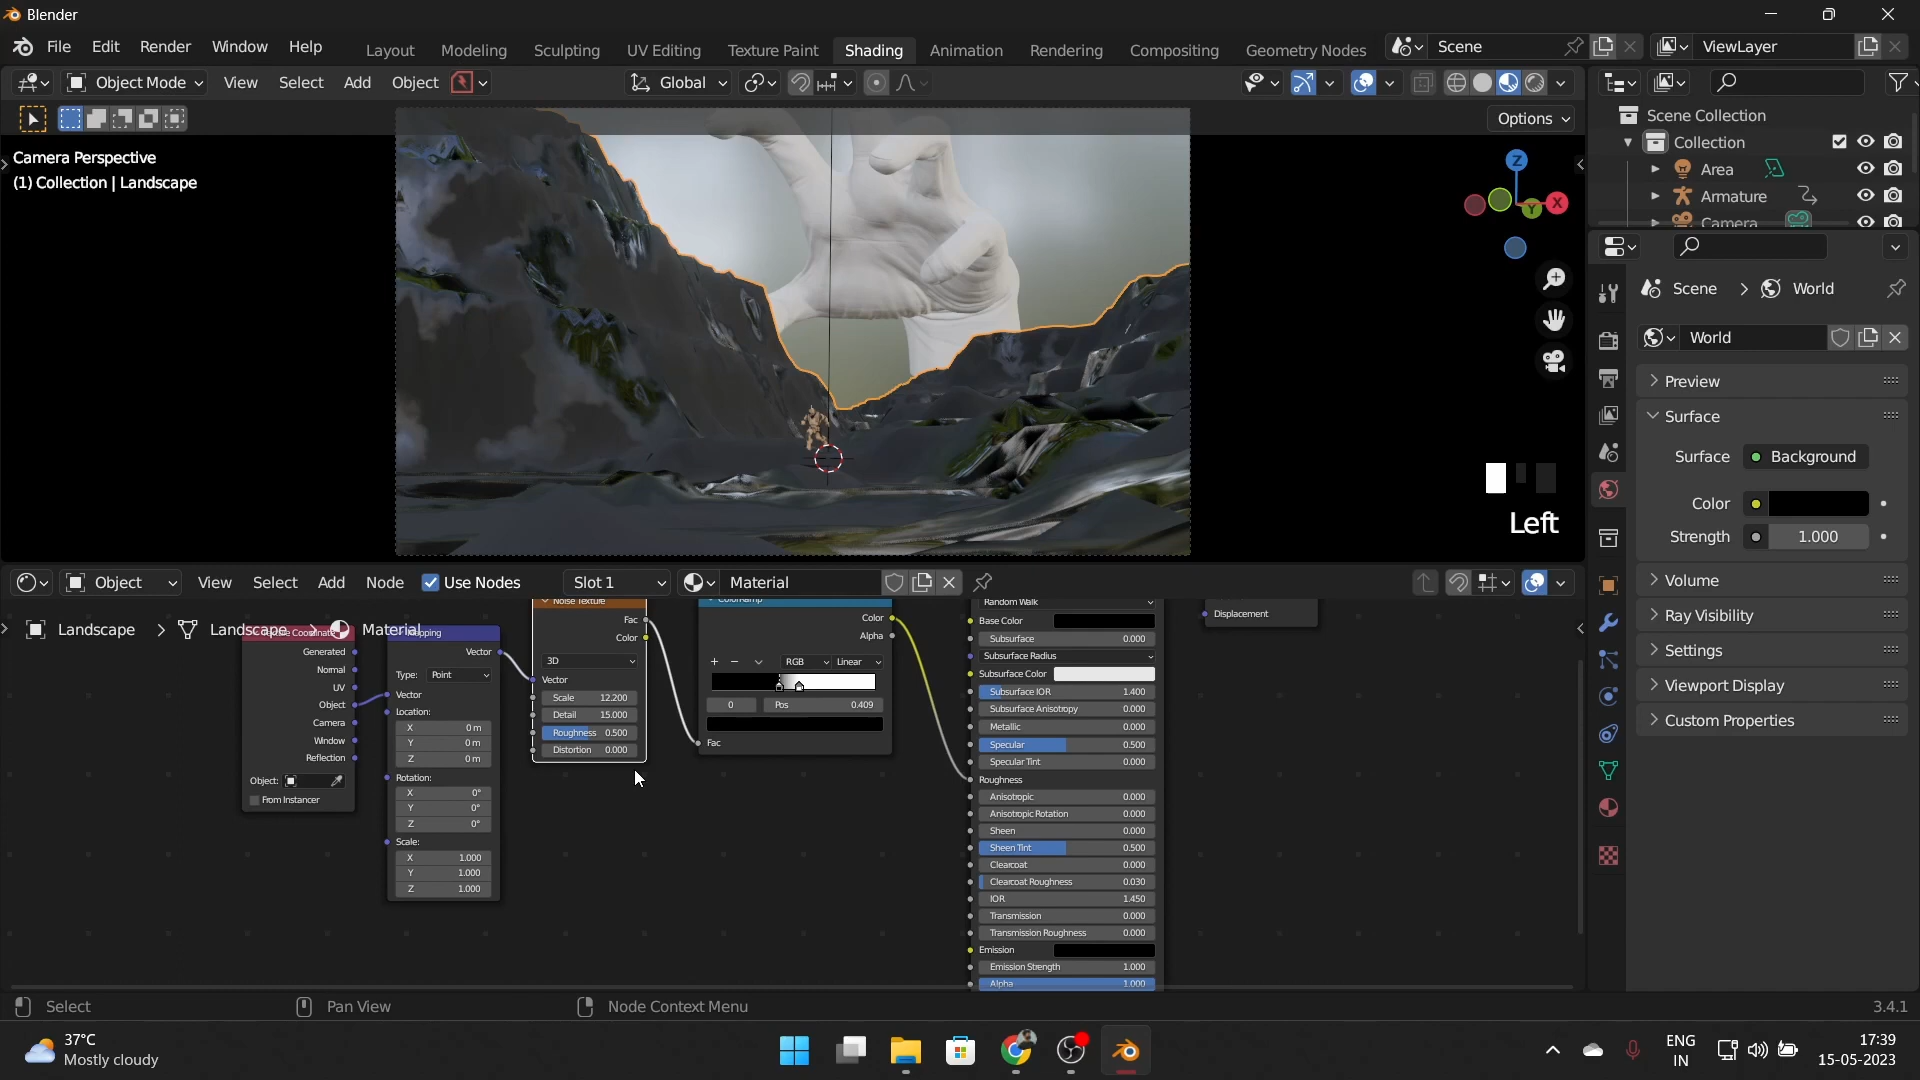 Blender
File Edit Render Window Help Layout Modeling Sculpting UV Editing Texture Paint Shading Animation Rendering Compositing Geometry Nodes Scene ViewLayer
Object Mode View Select Add Object Global
Options
Camera Perspective
(1) Collection | Landscape
Z
X
Y
Left
Scene Collection
Collection
Area
Armature
Camera
Scene > World
World
Preview
Surface
Surface Background
Color
Strength 1.000
Volume
Ray Visibility
Settings
Viewport Display
Custom Properties
Object View Select Add Node Use Nodes Slot 1 Material
Landscape > Landscape > Material
Texture Coordinate
Generated
Normal
UV
Object
Camera
Window
Reflection
Object:
From Instancer
Mapping
Vector
Type: Point
Vector
Location:
X 0 m
Y 0 m
Z 0 m
Rotation:
X 0°
Y 0°
Z 0°
Scale:
X 1.000
Y 1.000
Z 1.000
Noise Texture
Fac
Color
3D
Vector
Scale 12.200
Detail 15.000
Roughness 0.500
Distortion 0.000
ColorRamp
Color
Alpha
RGB Linear
0 Pos 0.409
Fac
Random Walk
Base Color
Subsurface 0.000
Subsurface Radius
Subsurface Color
Subsurface IOR 1.400
Subsurface Anisotropy 0.000
Metallic 0.000
Specular 0.500
Specular Tint 0.000
Roughness
Anisotropic 0.000
Anisotropic Rotation 0.000
Sheen 0.000
Sheen Tint 0.500
Clearcoat 0.000
Clearcoat Roughness 0.030
IOR 1.450
Transmission 0.000
Transmission Roughness 0.000
Emission
Emission Strength 1.000
Alpha 1.000
Displacement
Select Pan View Node Context Menu 3.4.1
37°C
Mostly cloudy
ENG
IN
17:39
15-05-2023